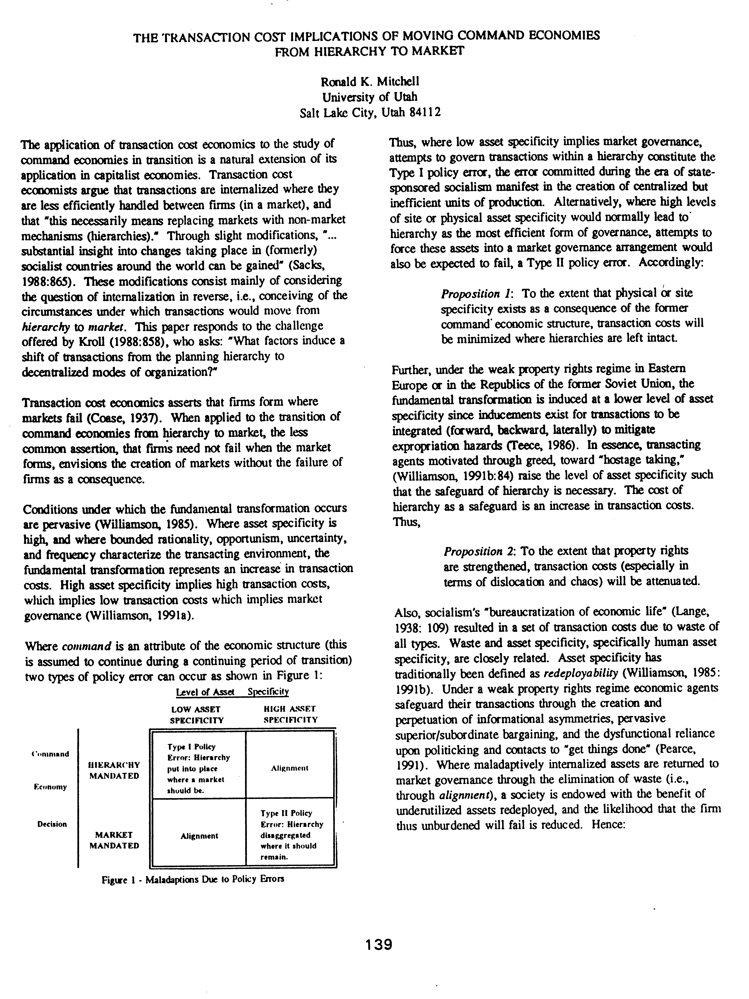 THE TRANSACTION COST IMPLICATIONS OF MOVING COMMAND ECONOMIES
FROM HIERARCHY TO MARKET
Ronald K. Mitchell
University of Utah
Salt Lake City, Utah 84112
The application of transaction cost economics to the study of
command economies in transition is a natural extension of its
application in capitalist economies. Transaction cost
economists argue that transactions are internalized where they
are less efficiently handled between firms (in a market), and
that "this necessarily means replacing markets with non-market
mechanisms (hierarchies)." Through slight modifications, "...
substantial insight into changes taking place in (formerly)
socialist countries around the world can be gained" (Sacks,
1988:865). These modifications consist mainly of considering
the question of internalization in reverse, i.e., conceiving of the
circumstances under which transactions would move from
hierarchy to market. This paper responds to the challenge
offered by Kroll (1988:858), who asks: "What factors induce a
shift of transactions from the planning hierarchy to
decentralized modes of organization?"
Transaction cost economics asserts that firms form where
markets fail (Coase, 1937). When applied to the transition of
command economies from hierarchy to market, the less
common assertion, that firms need not fail when the market
forms, envisions the creation of markets without the failure of
firms as a consequence.
Conditions under which the fundamental transformation occurs
are pervasive (Williamson, 1985). Where asset specificity is
high, and where bounded rationality, opportunism, uncertainty,
and frequency characterize the transacting environment, the
fundamental transformation represents an increase in transaction
costs. High asset specificity implies high transaction costs,
which implies low transaction costs which implies market
governance (Williamson, 1991a).
Where command is an attribute of the economic structure (this
is assumed to continue during a continuing period of transition)
two types of policy error can occur as shown in Figure 1:
Level of Asset Specificity
LOW ASSET
SPECIFICITY
HIGH ASSET
SPECIFICITY
Command
Economy
Decision
HIERARCHY
MANDATED
Type I Policy
Error: Hierarchy
put into place
where a market
should be.
Alignment
MARKET
MANDATED
Alignment
Type II Policy
Error: Hierarchy
disaggregated
where it should
remain.
Figure 1 - Maladaptions Due to Policy Errors
Thus, where low asset specificity implies market governance,
attempts to govern transactions within a hierarchy constitute the
Type I policy error, the error committed during the era of state-
sponsored socialism manifest in the creation of centralized but
inefficient units of production. Alternatively, where high levels
of site or physical asset specificity would normally lead to
hierarchy as the most efficient form of governance, attempts to
force these assets into a market governance arrangement would
also be expected to fail, a Type II policy error. Accordingly:
Proposition 1: To the extent that physical or site
specificity exists as a consequence of the former
command economic structure, transaction costs will
be minimized where hierarchies are left intact.
Further, under the weak property rights regime in Eastern
Europe or in the Republics of the former Soviet Union, the
fundamental transformation is induced at a lower level of asset
specificity since inducements exist for transactions to be
integrated (forward, backward, laterally) to mitigate
expropriation hazards (Teece, 1986). In essence, transacting
agents motivated through greed, toward "hostage taking,"
(Williamson, 1991b:84) raise the level of asset specificity such
that the safeguard of hierarchy is necessary. The cost of
hierarchy as a safeguard is an increase in transaction costs.
Thus,
Proposition 2: To the extent that property rights
are strengthened, transaction costs (especially in
terms of dislocation and chaos) will be attenuated.
Also, socialism's "bureaucratization of economic life" (Lange,
1938: 109) resulted in a set of transaction costs due to waste of
all types. Waste and asset specificity, specifically human asset
specificity, are closely related. Asset specificity has
traditionally been defined as redeployability (Williamson, 1985:
1991b). Under a weak property rights regime economic agents
safeguard their transactions through the creation and
perpetuation of informational asymmetries, pervasive
superior/subordinate bargaining, and the dysfunctional reliance
upon politicking and contacts to "get things done" (Pearce,
1991). Where maladaptively internalized assets are returned to
market governance through the elimination of waste (i.e.,
through alignment), a society is endowed with the benefit of
underutilized assets redeployed, and the likelihood that the firm
thus unburdened will fail is reduced. Hence:
139